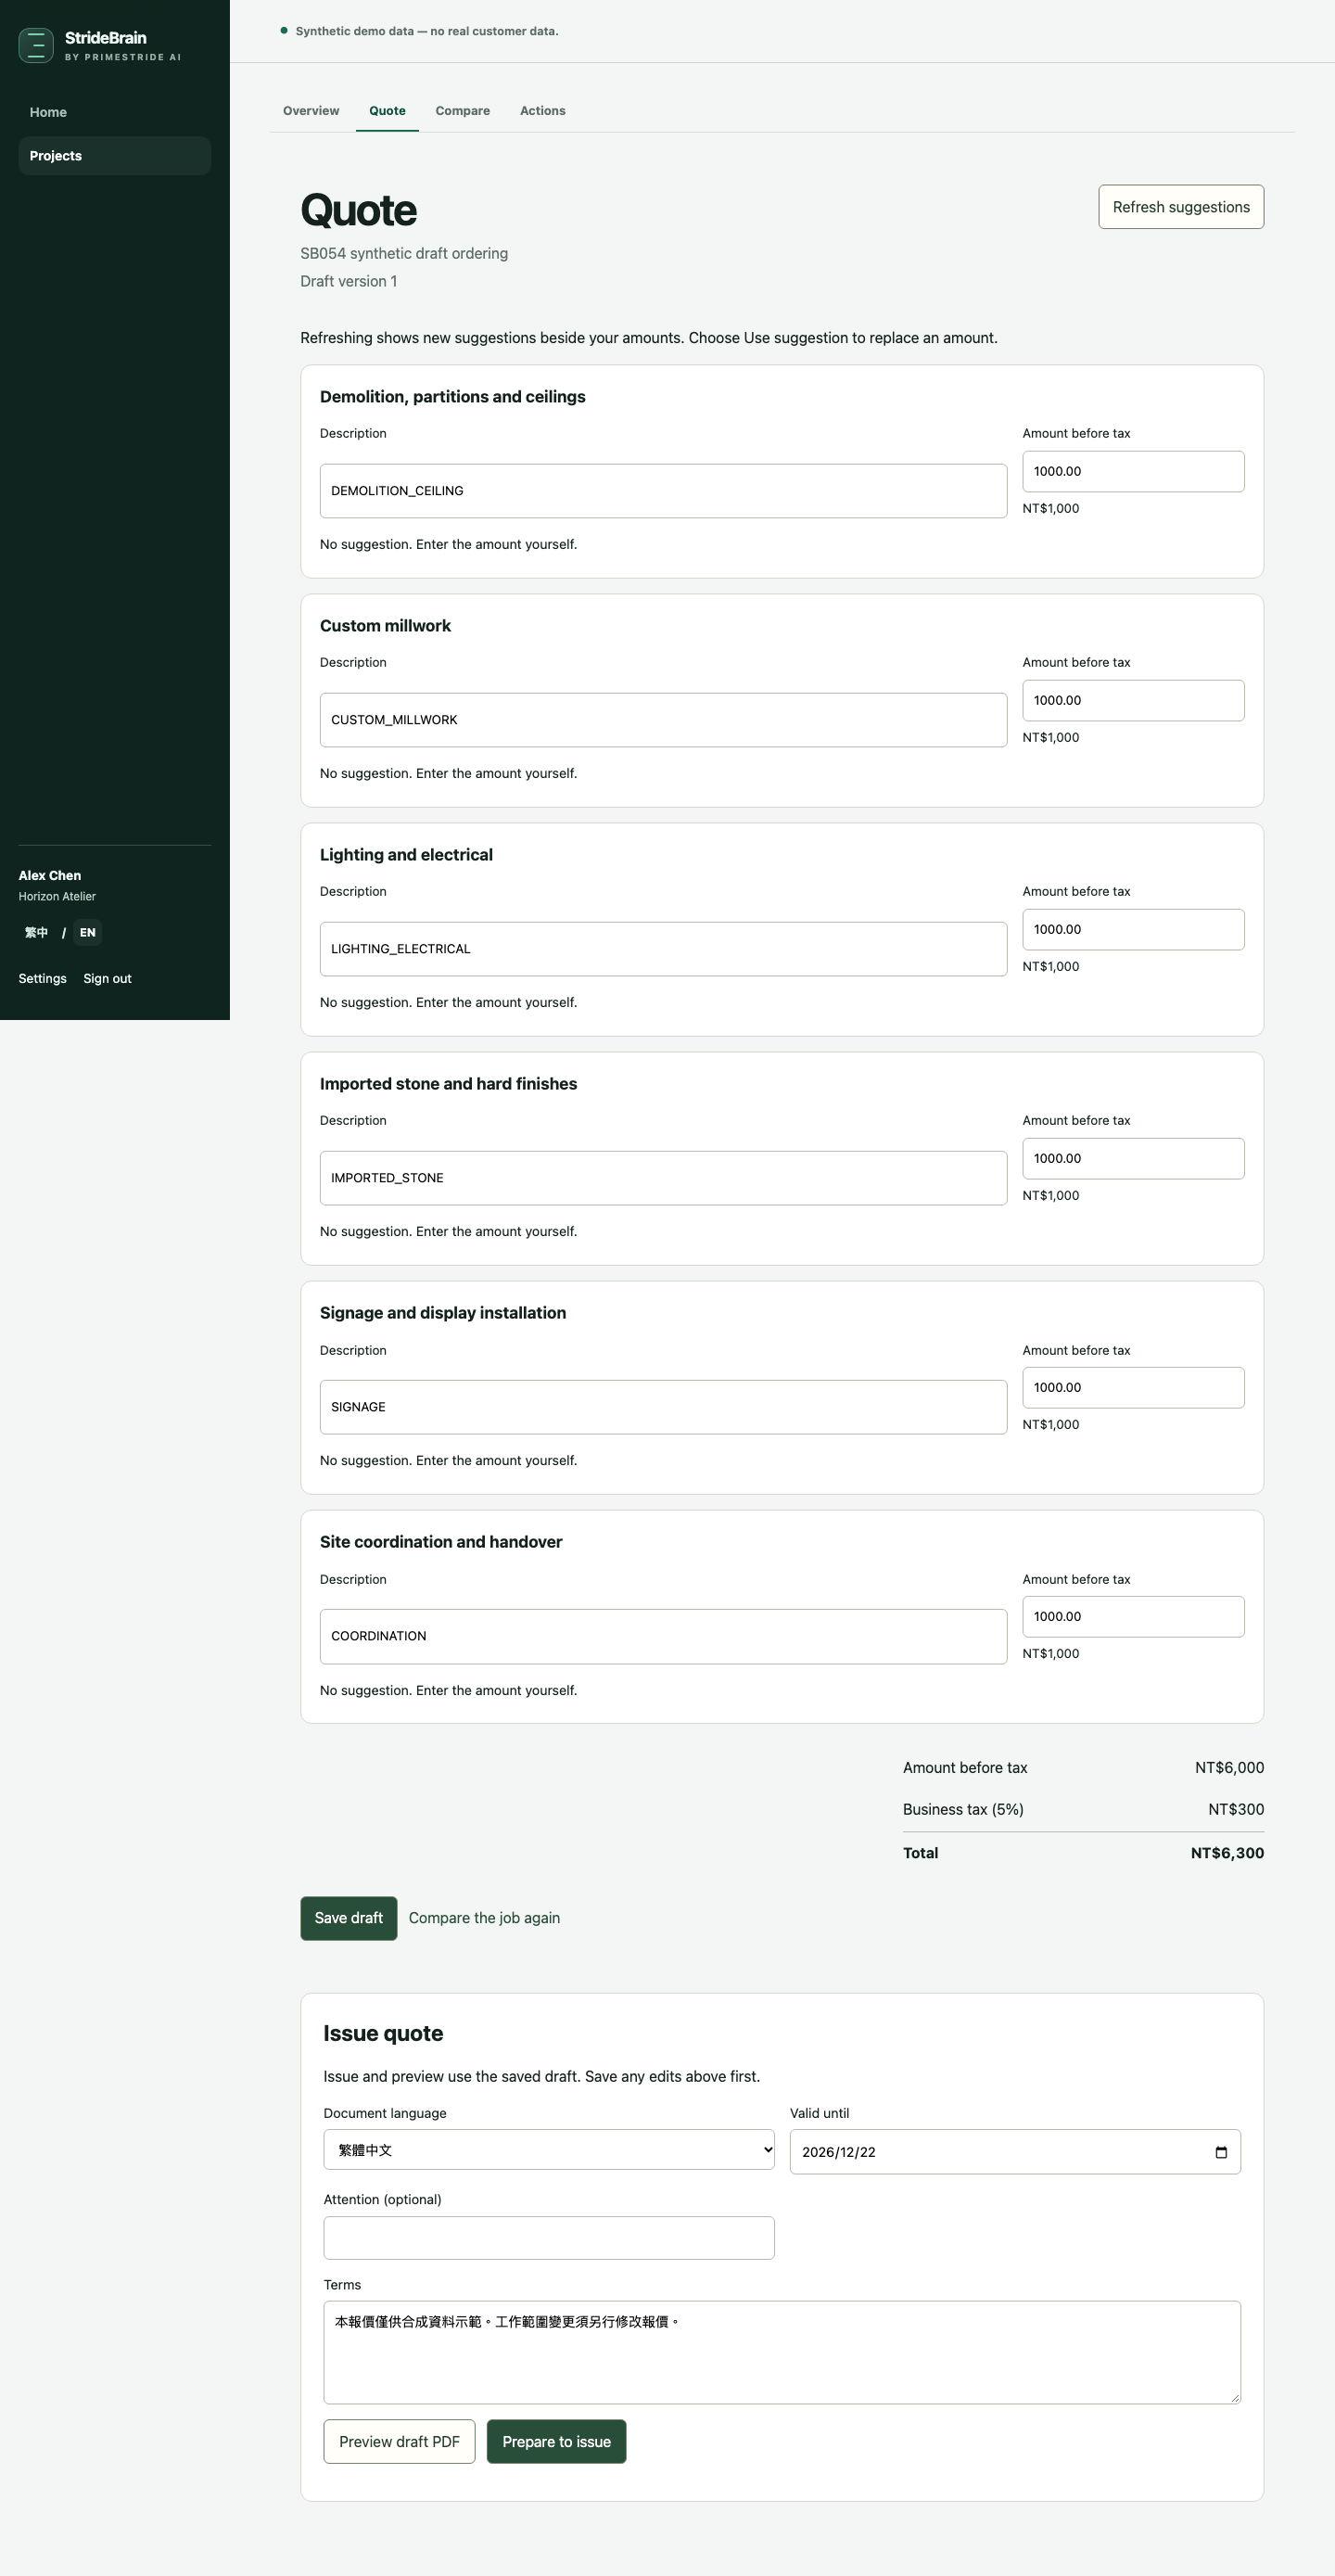 StrideBrain
BY PRIMESTRIDE AI
Home
Projects
Alex Chen
Horizon Atelier
繁中 / EN
Settings Sign out
Synthetic demo data — no real customer data.
Overview Quote Compare Actions
Quote
Refresh suggestions
SB054 synthetic draft ordering
Draft version 1
Refreshing shows new suggestions beside your amounts. Choose Use suggestion to replace an amount.
Demolition, partitions and ceilings
Description
Amount before tax
DEMOLITION_CEILING
1000.00
NT$1,000
No suggestion. Enter the amount yourself.
Custom millwork
Description
Amount before tax
CUSTOM_MILLWORK
1000.00
NT$1,000
No suggestion. Enter the amount yourself.
Lighting and electrical
Description
Amount before tax
LIGHTING_ELECTRICAL
1000.00
NT$1,000
No suggestion. Enter the amount yourself.
Imported stone and hard finishes
Description
Amount before tax
IMPORTED_STONE
1000.00
NT$1,000
No suggestion. Enter the amount yourself.
Signage and display installation
Description
Amount before tax
SIGNAGE
1000.00
NT$1,000
No suggestion. Enter the amount yourself.
Site coordination and handover
Description
Amount before tax
COORDINATION
1000.00
NT$1,000
No suggestion. Enter the amount yourself.
Amount before tax NT$6,000
Business tax (5%) NT$300
Total NT$6,300
Save draft Compare the job again
Issue quote
Issue and preview use the saved draft. Save any edits above first.
Document language
Valid until
繁體中文
2026/12/22
Attention (optional)
Terms
本報價僅供合成資料示範。工作範圍變更須另行修改報價。
Preview draft PDF Prepare to issue